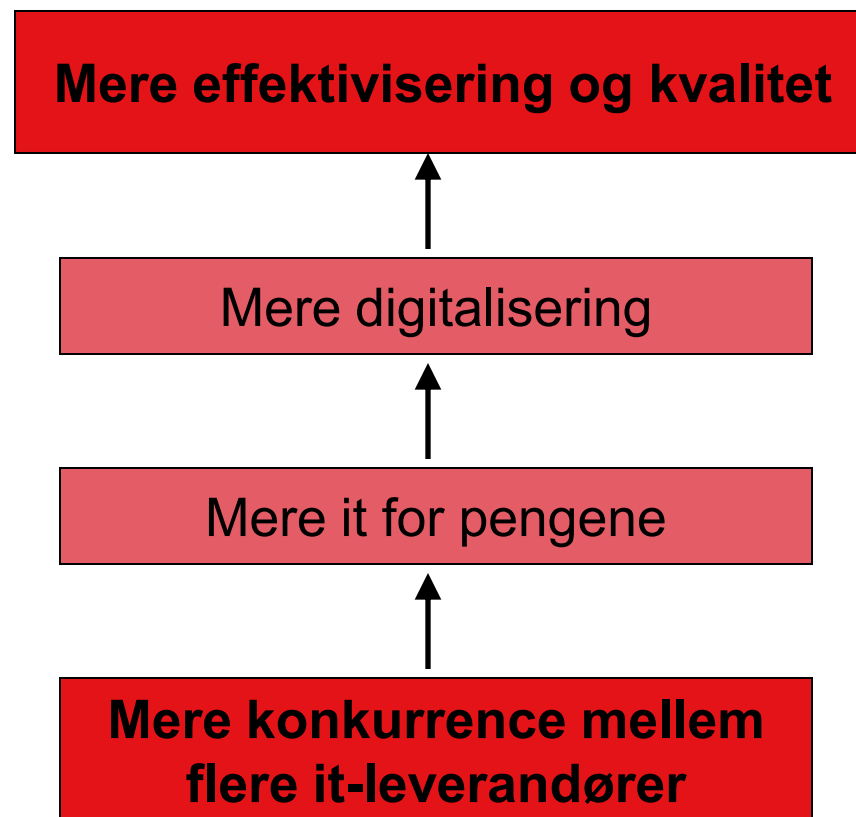 Mere effektivisering og kvalitet
Mere digitalisering
Mere it for pengene
Mere konkurrence mellem
flere it-leverandører